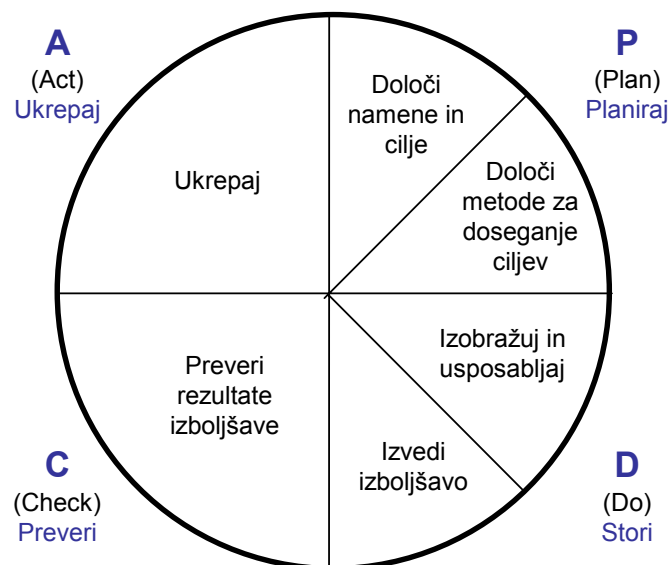 A
(Act)
Ukrepaj
P
(Plan)
Planiraj
Določi
namene in
cilje
Določi
metode za
doseganje
ciljev
Ukrepaj
Izobražuj in
usposabljaj
Izvedi
izboljšavo
Preveri
rezultate
izboljšave
C
(Check)
Preveri
D
(Do)
Stori